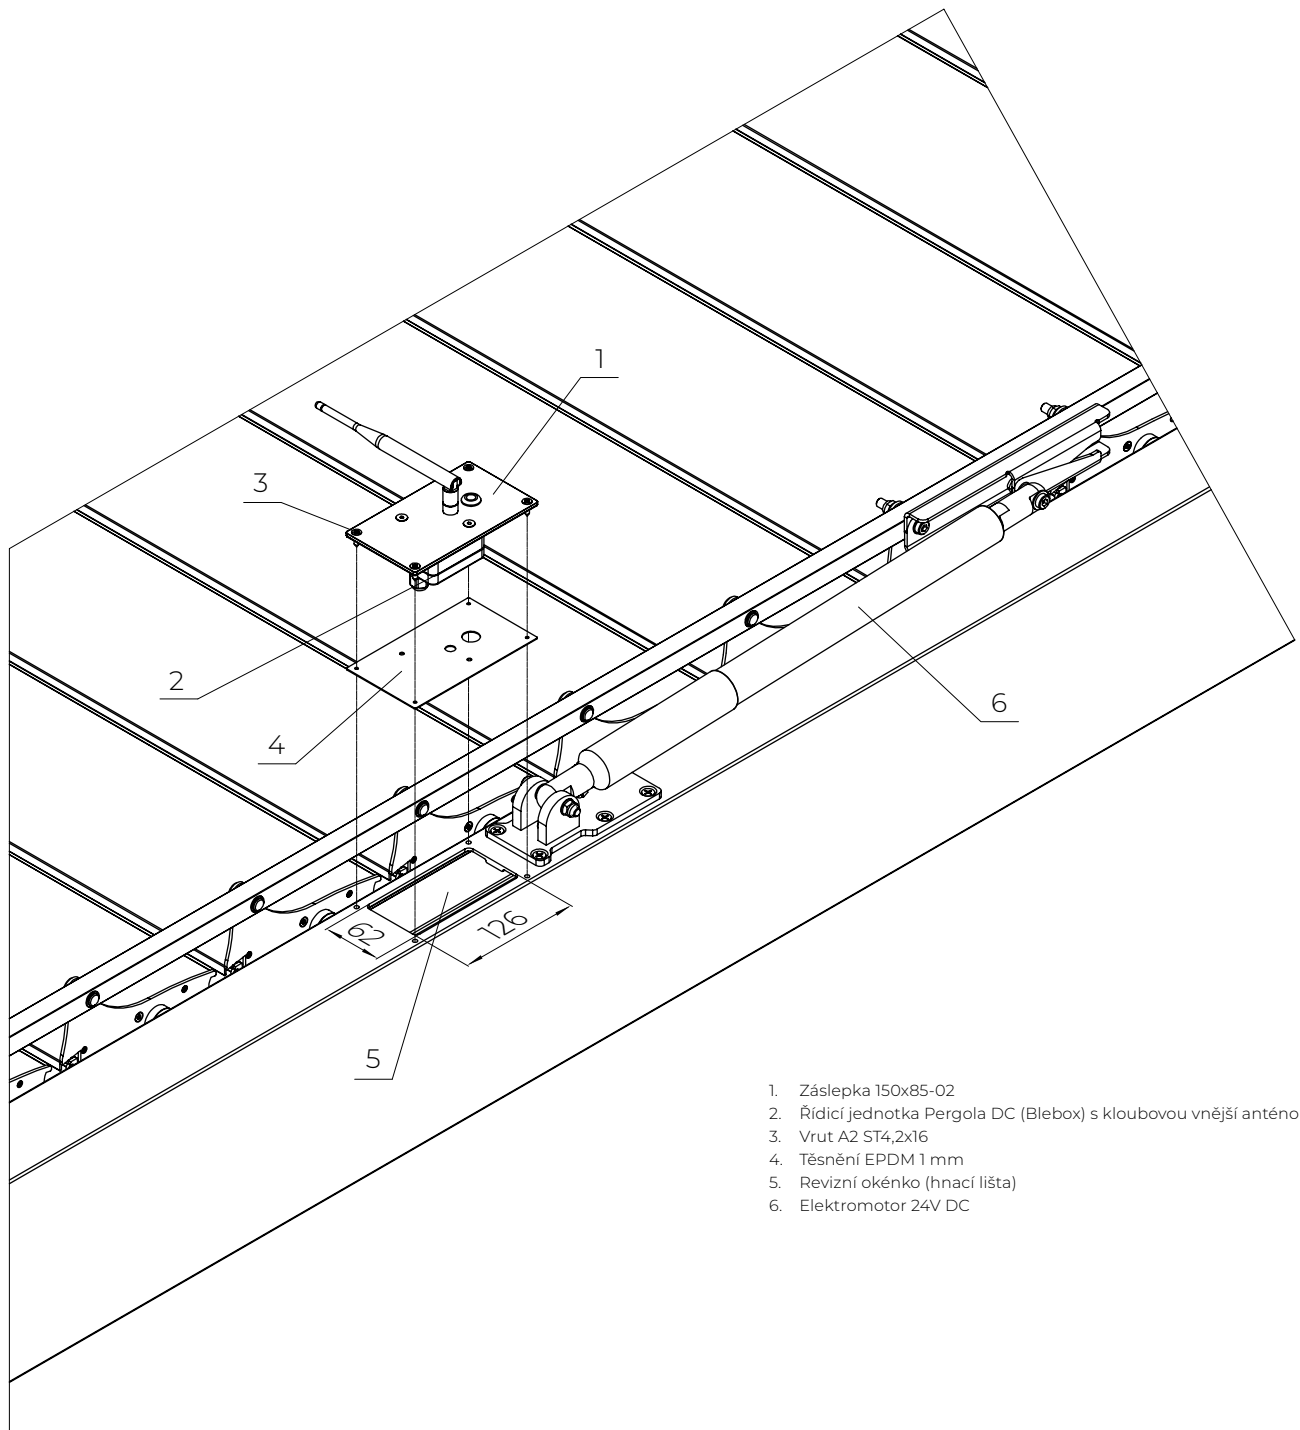 1
3
2
4
6
62
126
5
1. Záslepka 150x85-02
2. Řídicí jednotka Pergola DC (Blebox) s kloubovou vnější anténo
3. Vrut A2 ST4,2x16
4. Těsnění EPDM 1 mm
5. Revizní okénko (hnací lišta)
6. Elektromotor 24V DC